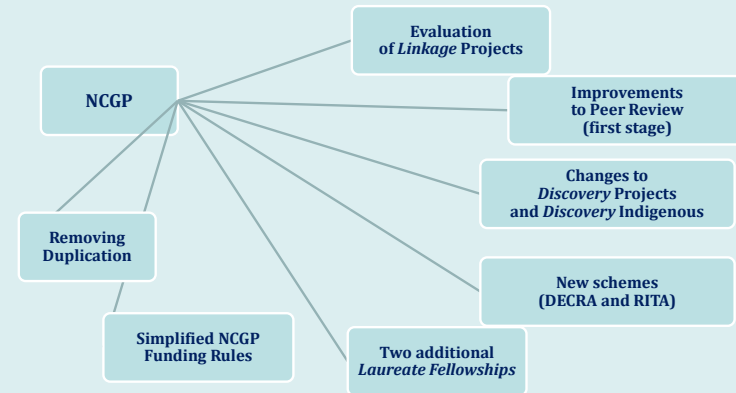 Evaluation
of Linkage Projects
NCGP
Improvements
to Peer Review
(first stage)
Changes to
Discovery Projects
and Discovery Indigenous
Removing
Duplication
New schemes
(DECRA and RITA)
Simplified NCGP
Funding Rules
Two additional
Laureate Fellowships